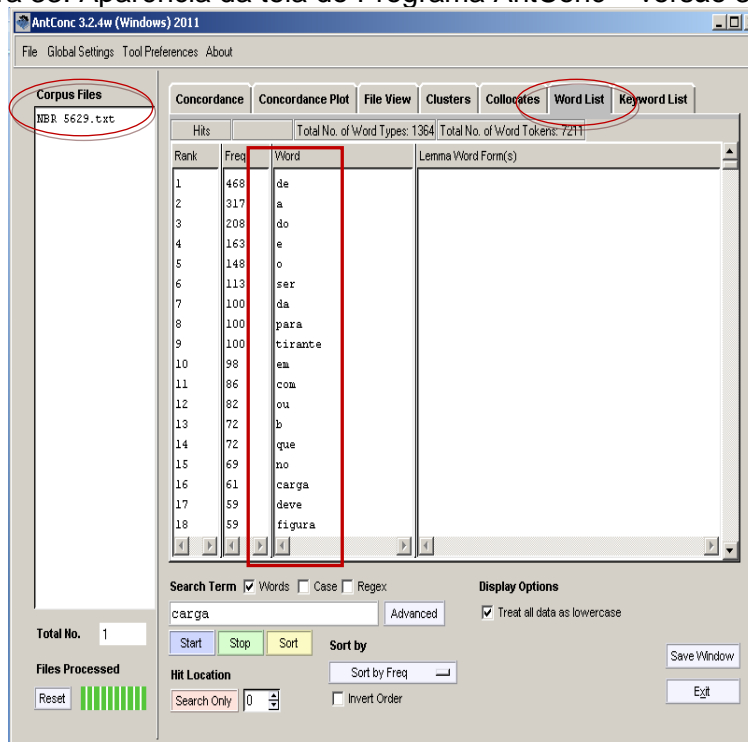 Aparência da tela do Programa AntConc
AntConc 3.2.4w (Windows) 2011
File Global Settings Tool Preferences About
Corpus Files
NBR 5629.txt
Concordance Concordance Plot File View Clusters Collocates Word List Keyword List
Hits Total No. of Word Types: 1364 Total No. of Word Tokens: 7211
Rank Freq Word Lemma Word Form(s)
1 468 de
2 317 a
3 208 do
4 163 e
5 148 o
6 113 ser
7 100 da
8 100 para
9 100 tirante
10 98 em
11 86 com
12 82 ou
13 72 b
14 72 que
15 69 no
16 61 carga
17 59 deve
18 59 figura
Search Term Words Case Regex
Display Options
carga Advanced
Treat all data as lowercase
Total No. 1
Start Stop Sort
Sort by
Files Processed
Hit Location
Sort by Freq
Save Window
Reset
Search Only 0
Invert Order
Exit